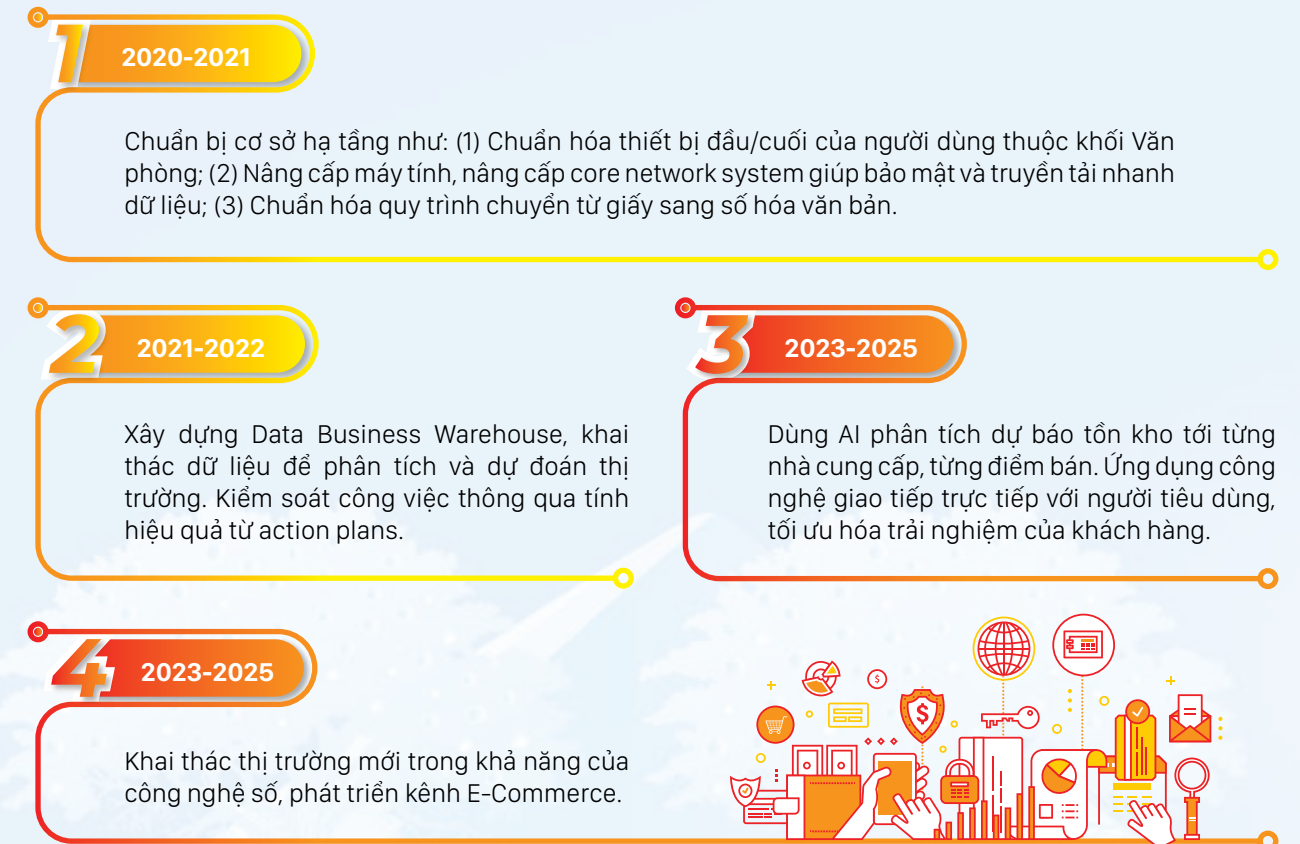 1
2020-2021
Chuẩn bị cơ sở hạ tầng như: (1) Chuẩn hóa thiết bị đầu/cuối của người dùng thuộc khối Văn
phòng; (2) Nâng cấp máy tính, nâng cấp core network system giúp bảo mật và truyền tải nhanh
dữ liệu; (3) Chuẩn hóa quy trình chuyển từ giấy sang số hóa văn bản.
2
2021-2022
Xây dựng Data Business Warehouse, khai
thác dữ liệu để phân tích và dự đoán thị
trường. Kiểm soát công việc thông qua tính
hiệu quả từ action plans.
3
2023-2025
Dùng AI phân tích dự báo tồn kho tới từng
nhà cung cấp, từng điểm bán. Ứng dụng công
nghệ giao tiếp trực tiếp với người tiêu dùng,
tối ưu hóa trải nghiệm của khách hàng.
4
2023-2025
Khai thác thị trường mới trong khả năng của
công nghệ số, phát triển kênh E-Commerce.
$
$